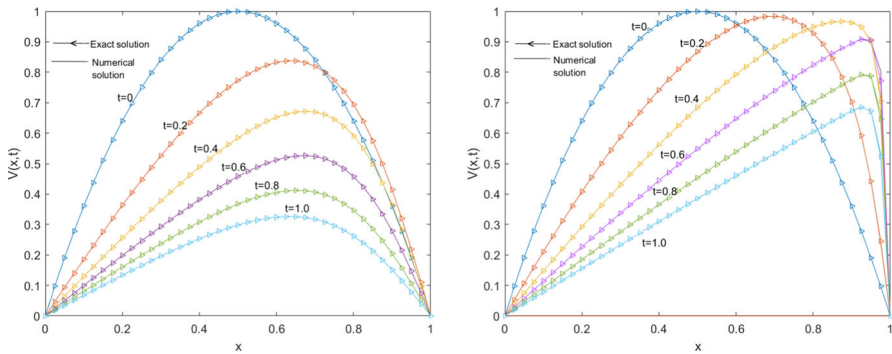 1
0.9
0.8
0.7
0.6
0.5
0.4
0.3
0.2
0.1
0
V(x,t)
Exact solution
Numerical
solution
t=0
t=0.2
t=0.4
t=0.6
t=0.8
t=1.0
0
0.2
0.4
0.6
0.8
1
x
1
0.9
0.8
0.7
0.6
0.5
0.4
0.3
0.2
0.1
0
V(x,t)
Exact solution
Numerical
solution
t=0
t=0.2
t=0.4
t=0.6
t=0.8
t=1.0
0
0.2
0.4
0.6
0.8
1
x